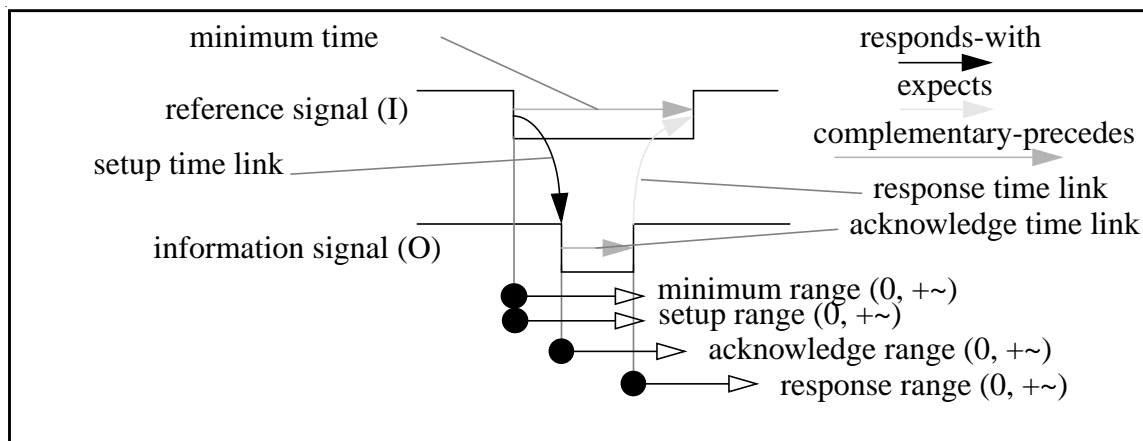 minimum time
responds-with
expects
reference signal (I)
complementary-precedes
setup time link
response time link
acknowledge time link
information signal (O)
minimum range (0, +~)
setup range (0, +~)
acknowledge range (0, +~)
response range (0, +~)